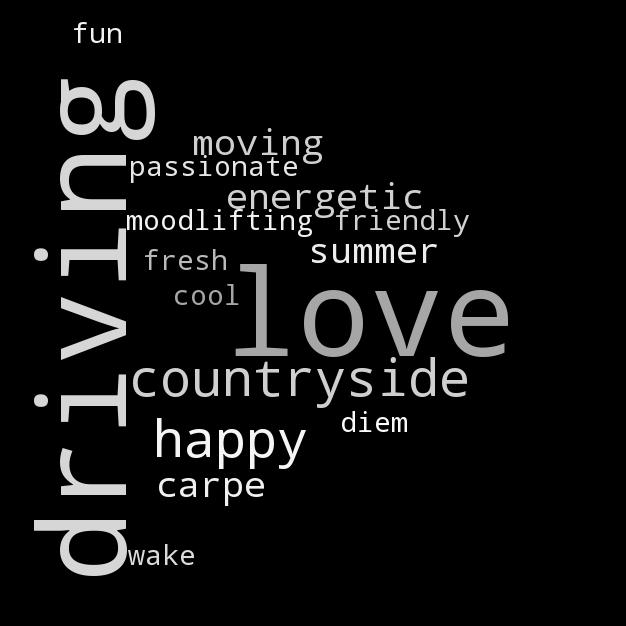 fun
driving
moving
passionate
energetic
moodlifting
friendly
summer
fresh
cool
love
countryside
diem
happy
carpe
wake